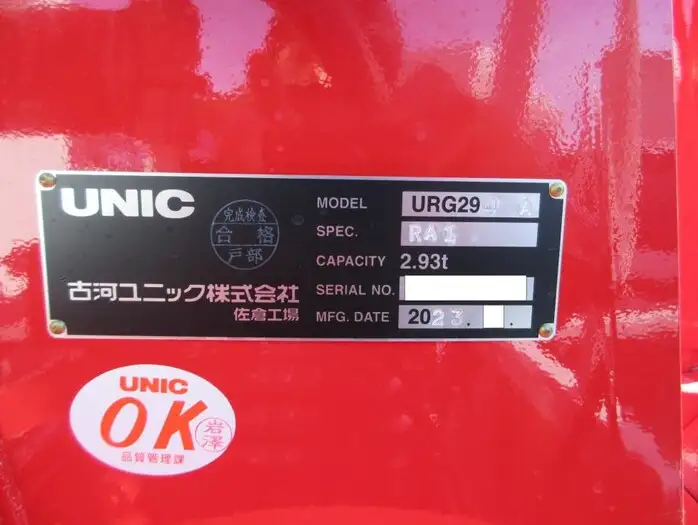 UNIC
完成検査
合格
戸部
古河ユニック株式会社
佐倉工場
MODEL URG294 A
SPEC. RA1
CAPACITY 2.93t
SERIAL NO.
MFG. DATE 2023. .
UNIC
OK
岩澤
品質管理課